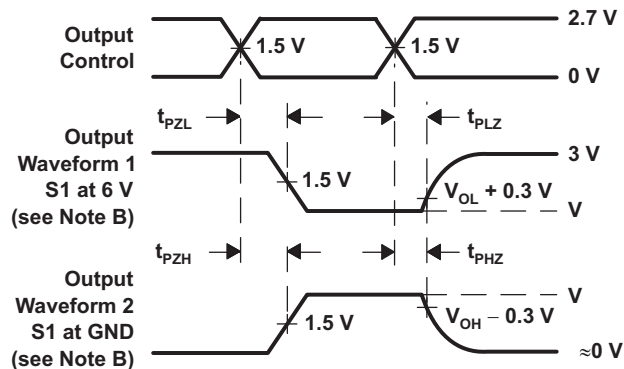 2.7 V
Output
Control
1.5 V
1.5 V
0 V
tPZL
tPLZ
Output
Waveform 1
S1 at 6 V
(see Note B)
3 V
1.5 V
VOL + 0.3 V
V
tPZH
tPHZ
Output
Waveform 2
S1 at GND
(see Note B)
V
1.5 V
VOH – 0.3 V
≈0 V